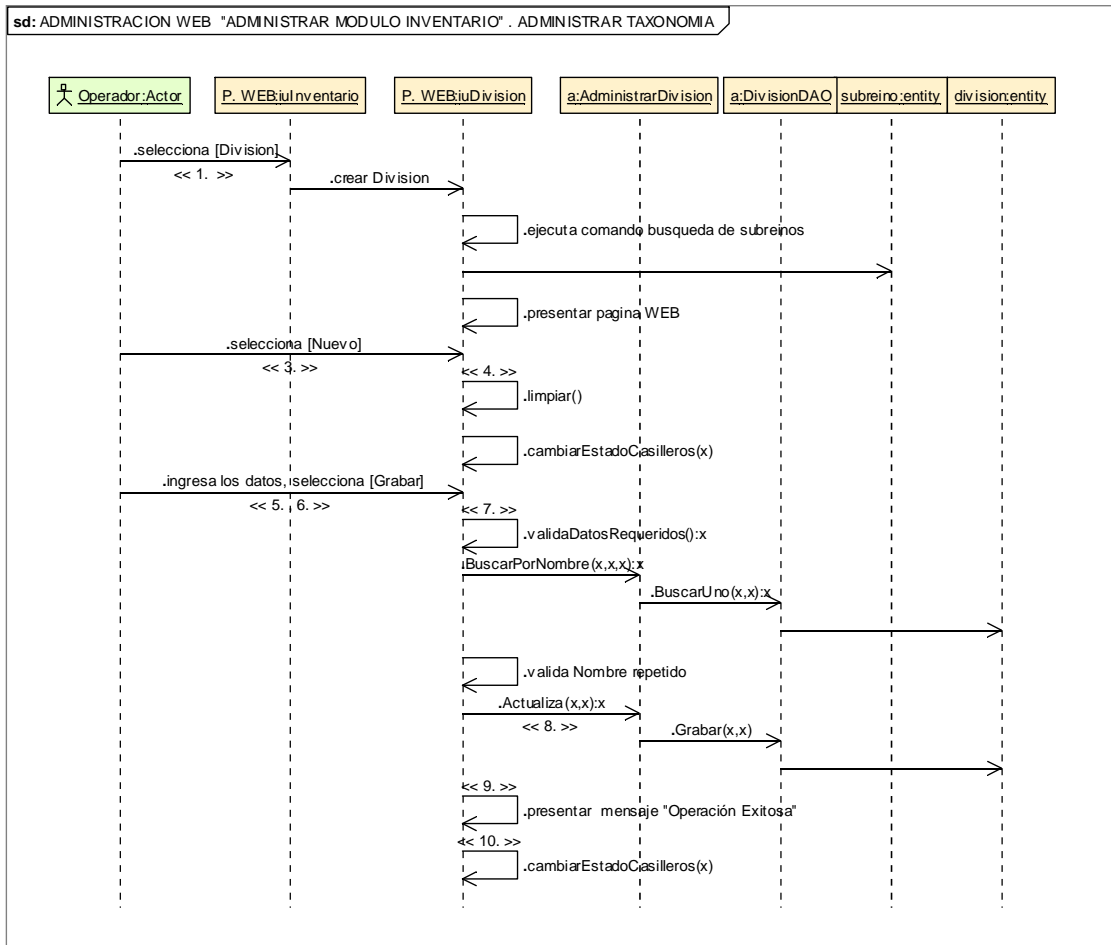 sd: ADMINISTRACION WEB "ADMINISTRAR MODULO INVENTARIO" . ADMINISTRAR TAXONOMIA
Operador:Actor
P. WEB:iuInventario
P. WEB:iuDivision
a:AdministrarDivision
a:DivisionDAO
subreino:entity
division:entity
.selecciona [Division]
<< 1. >>
.crear Division
.ejecuta comando busqueda de subreinos
.presentar pagina WEB
.selecciona [Nuevo]
<< 3. >>
<< 4. >>
.limpiar()
.cambiarEstadoCasilleros(x)
.ingresa los datos, selecciona [Grabar]
<< 5. , 6. >>
<< 7. >>
.validaDatosRequeridos():x
.BuscarPorNombre(x,x,x):x
.BuscarUno(x,x):x
.valida Nombre repetido
.Actualiza(x,x):x
<< 8. >>
.Grabar(x,x)
<< 9. >>
.presentar mensaje "Operación Exitosa"
<< 10. >>
.cambiarEstadoCasilleros(x)